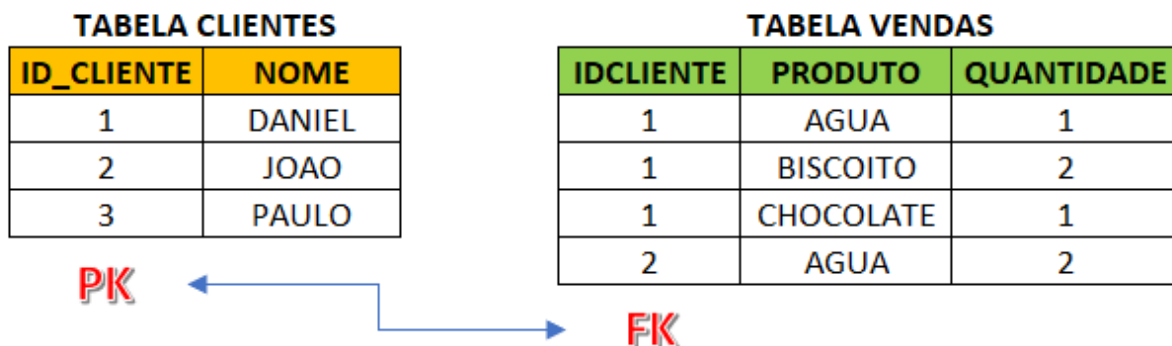 TABELA CLIENTES
ID_CLIENTE NOME
1 DANIEL
2 JOAO
3 PAULO
PK
TABELA VENDAS
IDCLIENTE PRODUTO QUANTIDADE
1 AGUA 1
1 BISCOITO 2
1 CHOCOLATE 1
2 AGUA 2
FK